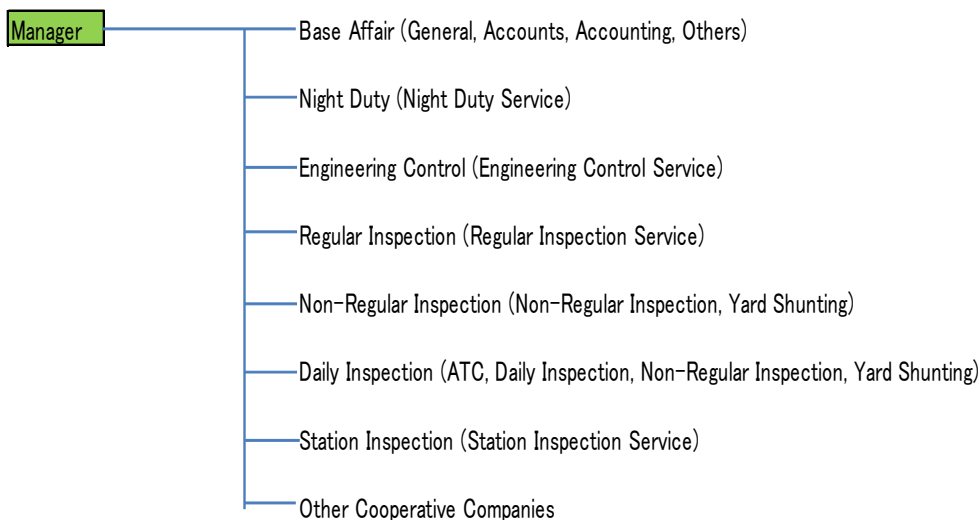 Manager
Base Affair (General, Accounts, Accounting, Others)
Night Duty (Night Duty Service)
Engineering Control (Engineering Control Service)
Regular Inspection (Regular Inspection Service)
Non-Regular Inspection (Non-Regular Inspection, Yard Shunting)
Daily Inspection (ATC, Daily Inspection, Non-Regular Inspection, Yard Shunting)
Station Inspection (Station Inspection Service)
Other Cooperative Companies